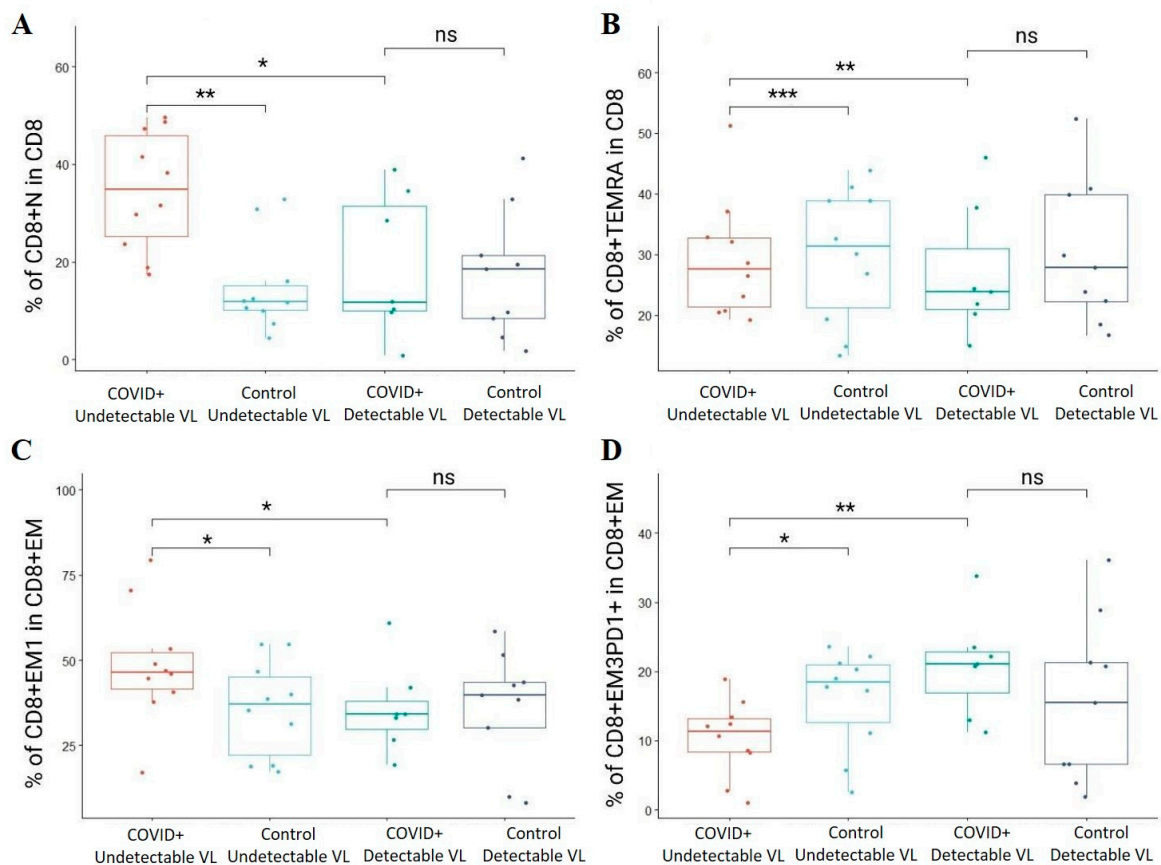 A
% of CD8+N in CD8
60
40
20
0
**
*
ns
COVID+
Undetectable VL
Control
Undetectable VL
COVID+
Detectable VL
Control
Detectable VL
B
% of CD8+TEMRA in CD8
60
50
40
30
20
***
**
ns
COVID+
Undetectable VL
Control
Undetectable VL
COVID+
Detectable VL
Control
Detectable VL
C
% of CD8+EM1 in CD8+EM
100
75
50
25
*
*
ns
COVID+
Undetectable VL
Control
Undetectable VL
COVID+
Detectable VL
Control
Detectable VL
D
% of CD8+EM3PD1+ in CD8+EM
40
30
20
10
0
*
**
ns
COVID+
Undetectable VL
Control
Undetectable VL
COVID+
Detectable VL
Control
Detectable VL